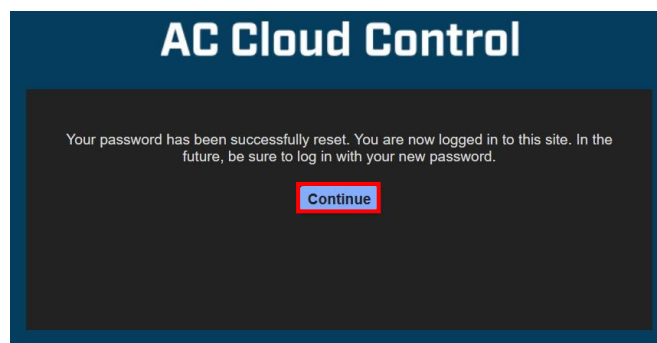 AC Cloud Control
Your password has been successfully reset. You are now logged in to this site. In the
future, be sure to log in with your new password.
Continue